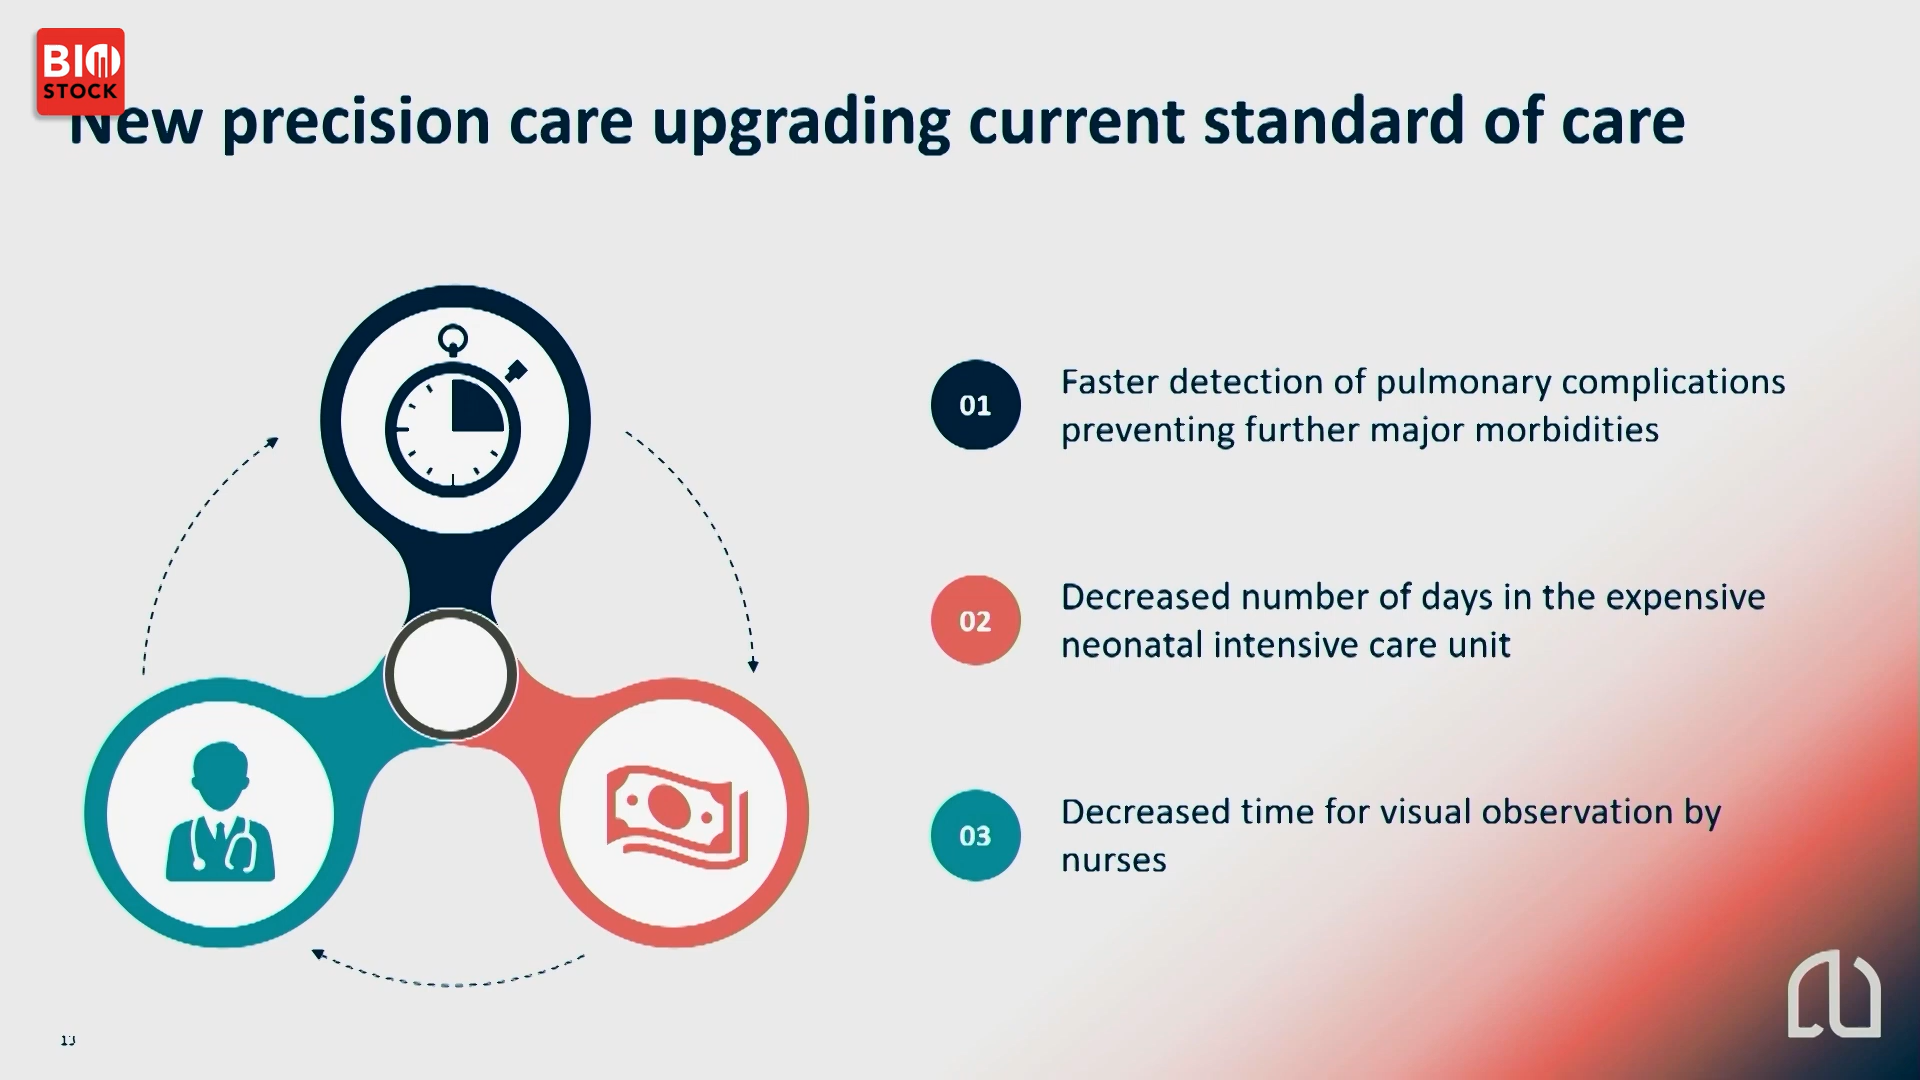 BIO
STOCK
New precision care upgrading current standard of care
01
Faster detection of pulmonary complications
preventing further major morbidities
02
Decreased number of days in the expensive
neonatal intensive care unit
03
Decreased time for visual observation by
nurses